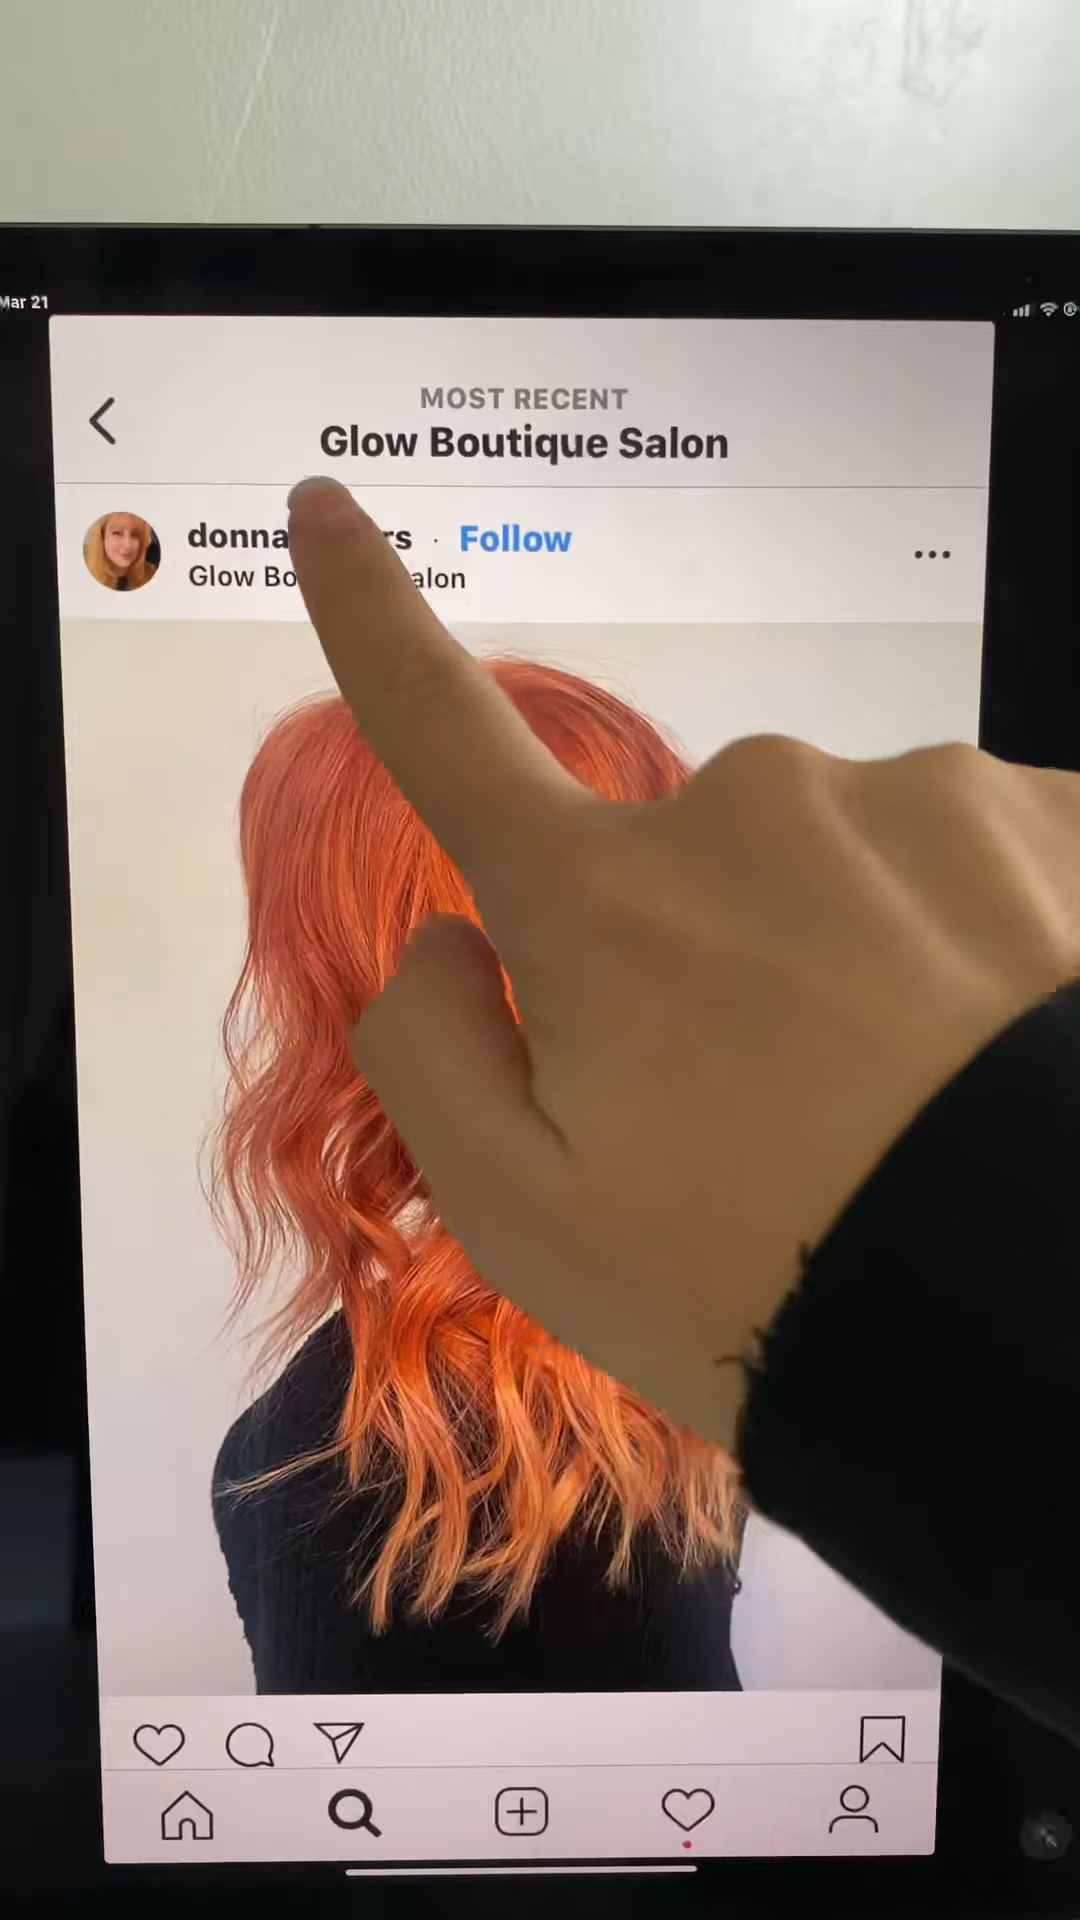 Mar 21
MOST RECENT
Glow Boutique Salon
donna rs · Follow
Glow Bo alon